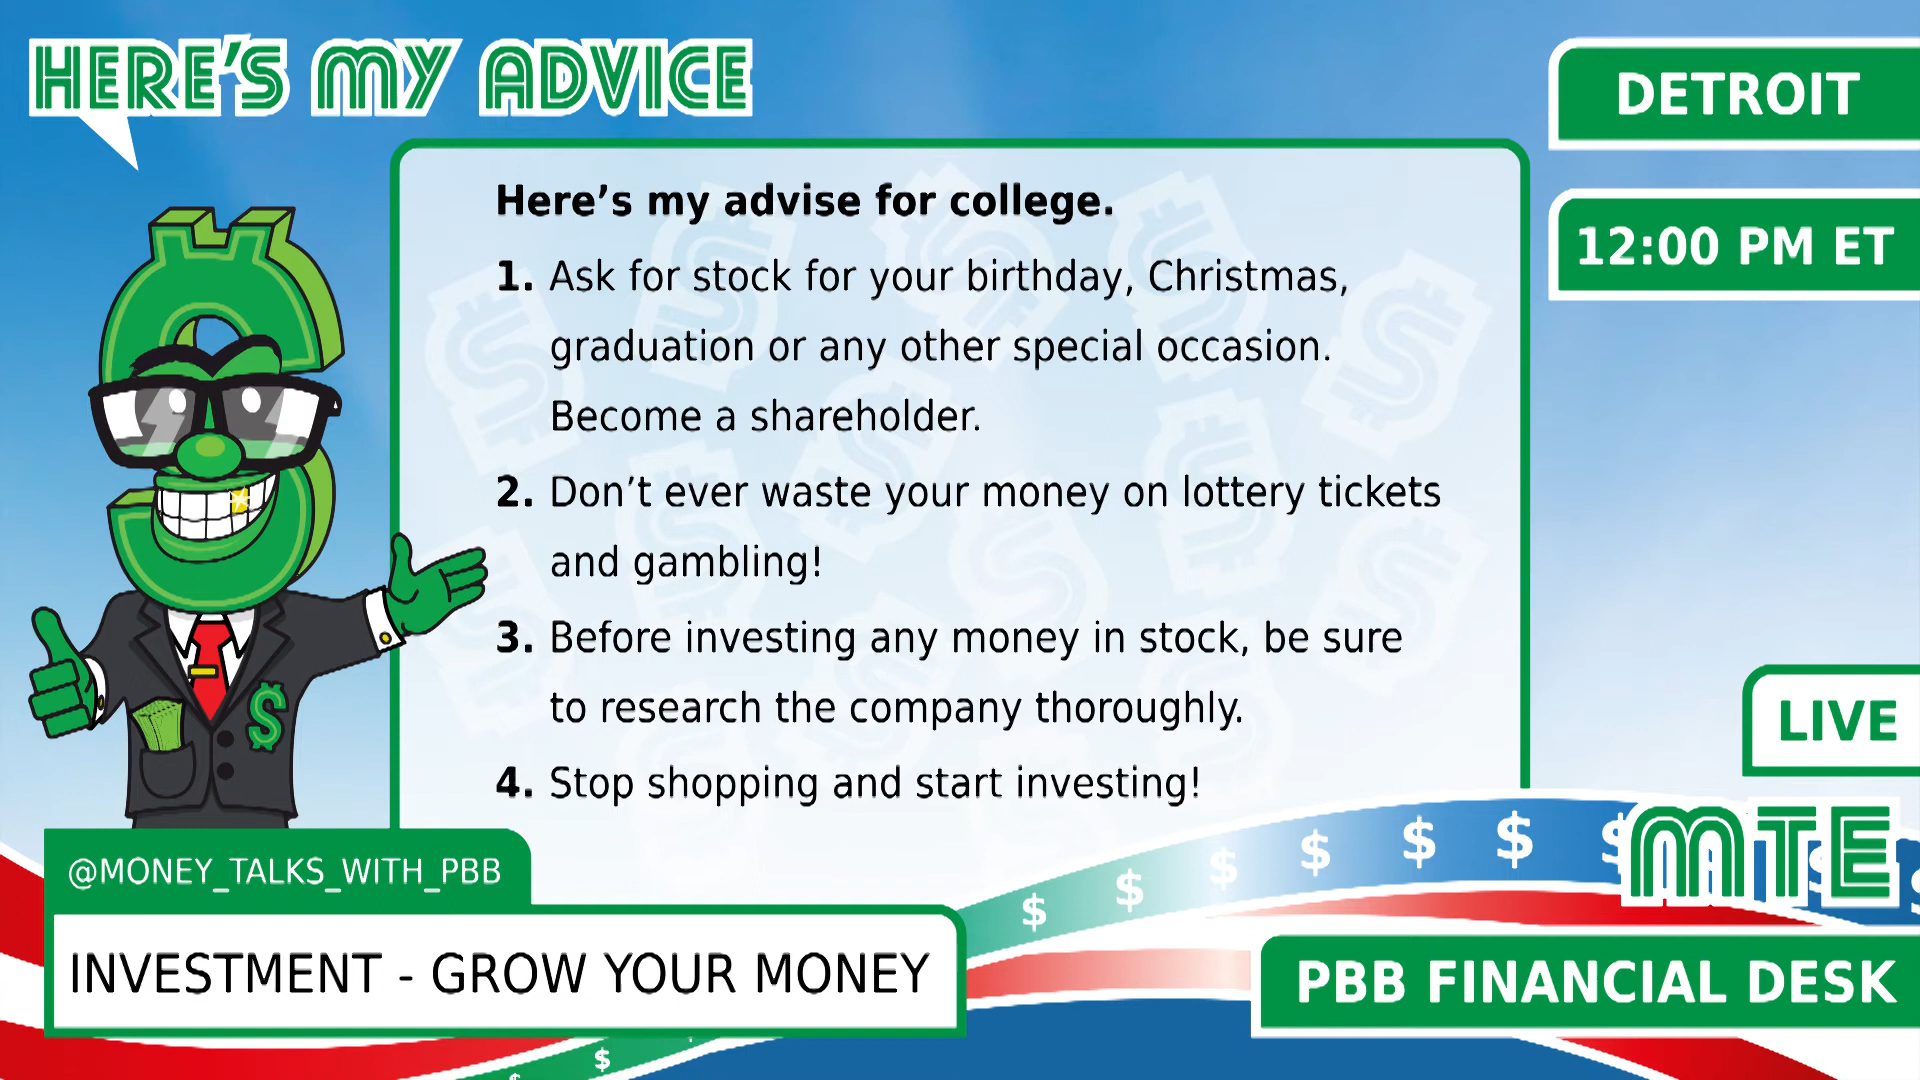 HERE'S MY ADVICE
DETROIT
12:00 PM ET
Here’s my advise for college.
1. Ask for stock for your birthday, Christmas,
graduation or any other special occasion.
Become a shareholder.
2. Don’t ever waste your money on lottery tickets
and gambling!
3. Before investing any money in stock, be sure
to research the company thoroughly.
4. Stop shopping and start investing!
LIVE
MTE
@MONEY_TALKS_WITH_PBB
INVESTMENT - GROW YOUR MONEY
PBB FINANCIAL DESK